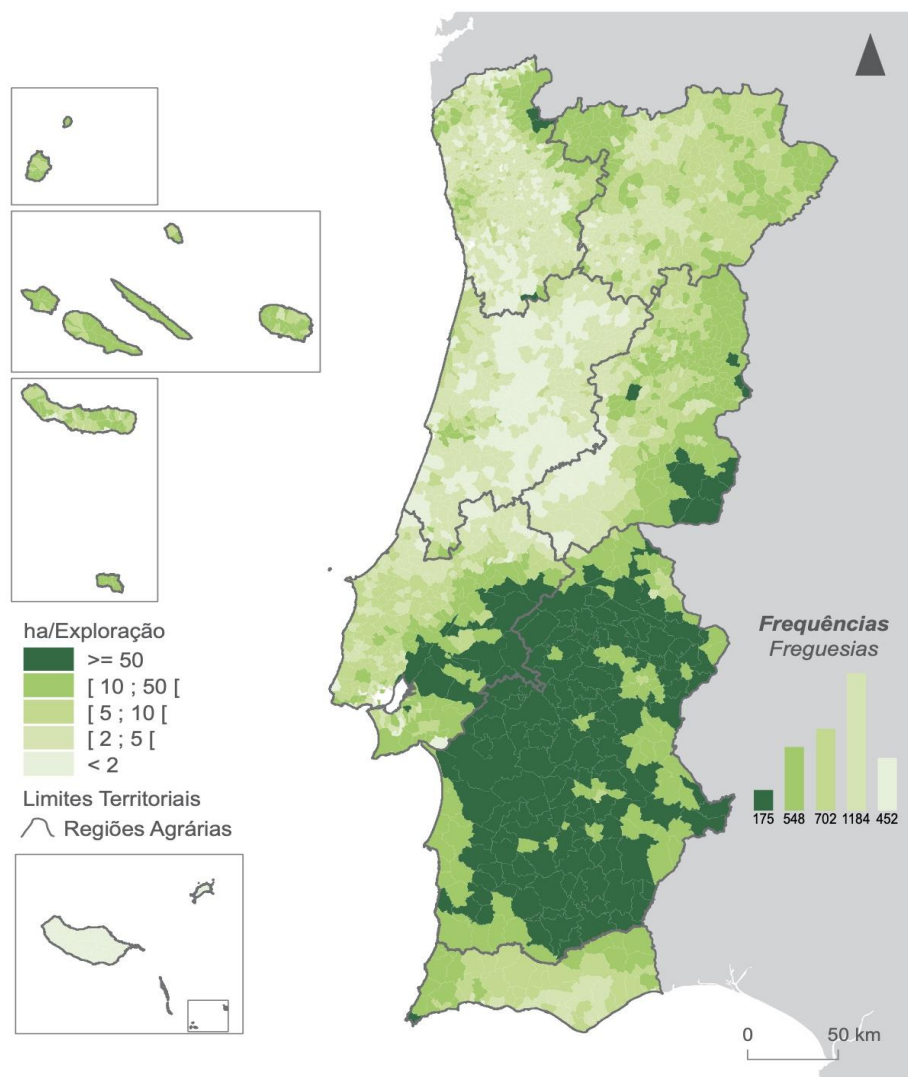 ha/Exploração
>= 50
[ 10 ; 50 [
[ 5 ; 10 [
[ 2 ; 5 [
< 2
Limites Territoriais
Regiões Agrárias
Frequências
Freguesias
175 548 702 1184 452
0 50 km